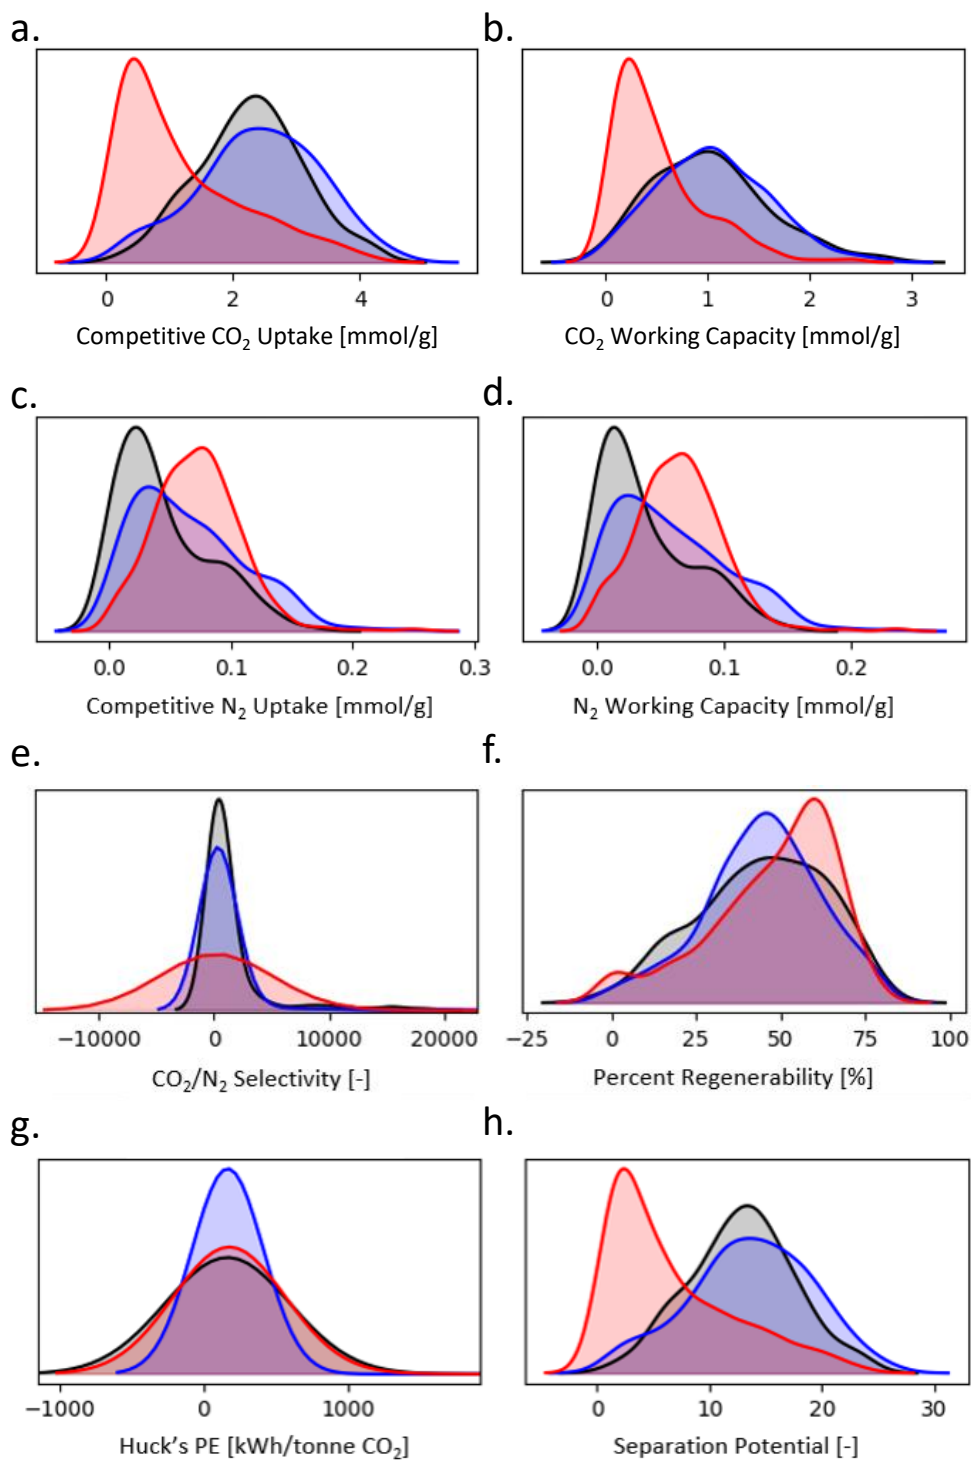 a. b.
0 2 4 0 1 2 3
Competitive CO₂ Uptake [mmol/g] CO₂ Working Capacity [mmol/g]
c. d.
0.0 0.1 0.2 0.3 0.0 0.1 0.2
Competitive N₂ Uptake [mmol/g] N₂ Working Capacity [mmol/g]
e. f.
−10000 0 10000 20000 −25 0 25 50 75 100
CO₂/N₂ Selectivity [-] Percent Regenerability [%]
g. h.
−1000 0 1000 0 10 20 30
Huck’s PE [kWh/tonne CO₂] Separation Potential [-]